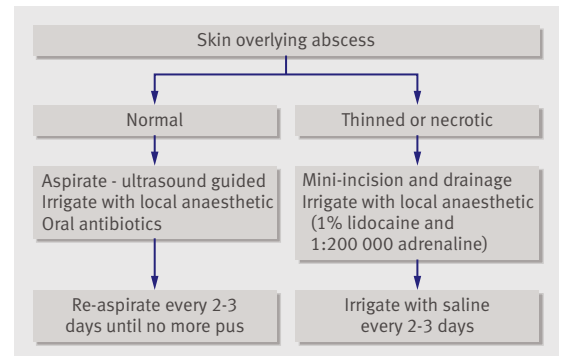 Skin overlying abscess
Normal
Thinned or necrotic
Aspirate - ultrasound guided
Irrigate with local anaesthetic
Oral antibiotics
Mini-incision and drainage
Irrigate with local anaesthetic
(1% lidocaine and
1:200 000 adrenaline)
Re-aspirate every 2-3
days until no more pus
Irrigate with saline
every 2-3 days